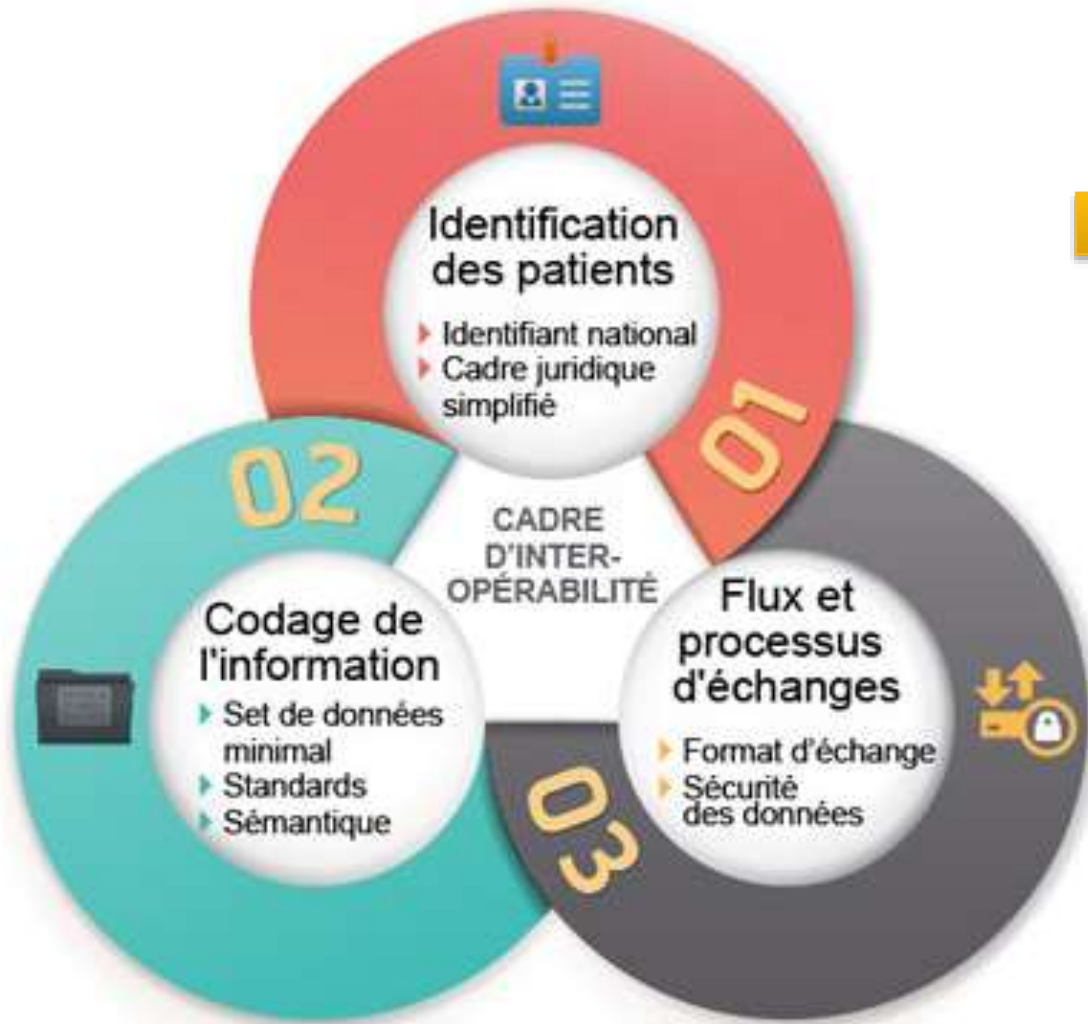 Identification
des patients
Identifiant national
Cadre juridique
simplifié
01
02
CADRE
D'INTER-
OPÉRABILITÉ
Codage de
l'information
Set de données
minimal
Standards
Sémantique
Flux et
processus
d'échanges
Format d'échange
Sécurité
des données
03